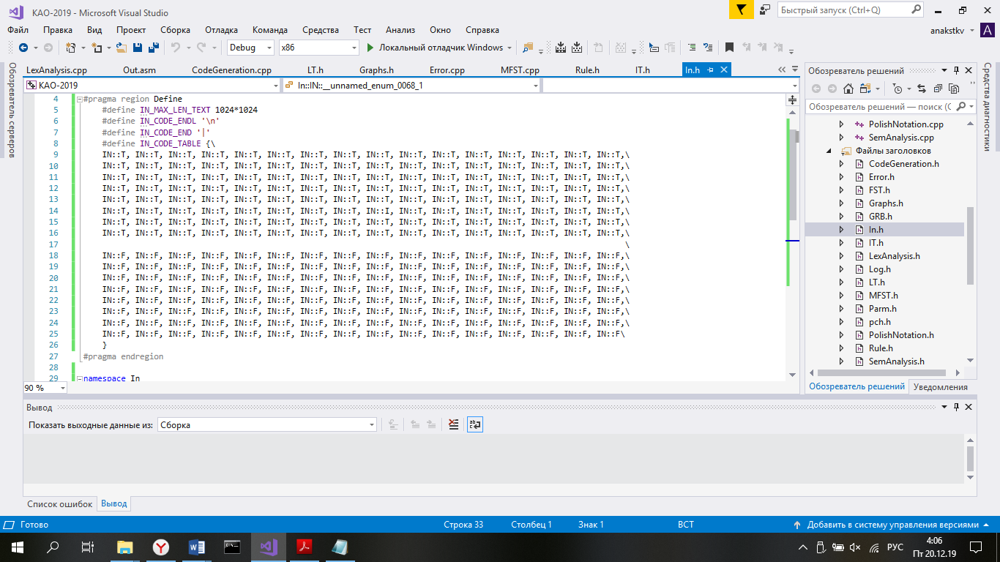 КАО-2019 - Microsoft Visual Studio
Быстрый запуск (Ctrl+Q)
Файл Правка Вид Проект Сборка Отладка Команда Средства Тест Анализ Окно Справка
anakstkv A
Debug x86 Локальный отладчик Windows
Обозреватель серверов
LexAnalysis.cpp Out.asm CodeGeneration.cpp LT.h Graphs.h Error.cpp MFST.cpp Rule.h IT.h In.h
КАО-2019 In::IN::__unnamed_enum_0068_1
4 #pragma region Define
5 #define IN_MAX_LEN_TEXT 1024*1024
6 #define IN_CODE_ENDL '\n'
7 #define IN_CODE_END '|'
8 #define IN_CODE_TABLE {\
9 IN::T, IN::T, IN::T, IN::T, IN::T, IN::T, IN::T, IN::T, IN::T, IN::T, IN::T, IN::T, IN::T, IN::T, IN::T, IN::T,\
10 IN::T, IN::T, IN::T, IN::T, IN::T, IN::T, IN::T, IN::T, IN::T, IN::T, IN::T, IN::T, IN::T, IN::T, IN::T, IN::T,\
11 IN::T, IN::T, IN::T, IN::T, IN::T, IN::T, IN::T, IN::T, IN::T, IN::T, IN::T, IN::T, IN::T, IN::T, IN::T, IN::T,\
12 IN::T, IN::T, IN::T, IN::T, IN::T, IN::T, IN::T, IN::T, IN::T, IN::T, IN::T, IN::T, IN::T, IN::T, IN::T, IN::T,\
13 IN::T, IN::T, IN::T, IN::T, IN::T, IN::T, IN::T, IN::T, IN::T, IN::T, IN::T, IN::T, IN::T, IN::T, IN::T, IN::T,\
14 IN::T, IN::T, IN::T, IN::T, IN::T, IN::T, IN::T, IN::T, IN::I, IN::T, IN::T, IN::T, IN::T, IN::T, IN::T, IN::T,\
15 IN::T, IN::T, IN::T, IN::T, IN::T, IN::T, IN::T, IN::T, IN::T, IN::T, IN::T, IN::T, IN::T, IN::T, IN::T, IN::T,\
16 IN::T, IN::T, IN::T, IN::T, IN::T, IN::T, IN::T, IN::T, IN::T, IN::T, IN::T, IN::T, IN::T, IN::T, IN::T, IN::T,\
17 \
18 IN::F, IN::F, IN::F, IN::F, IN::F, IN::F, IN::F, IN::F, IN::F, IN::F, IN::F, IN::F, IN::F, IN::F, IN::F, IN::F,\
19 IN::F, IN::F, IN::F, IN::F, IN::F, IN::F, IN::F, IN::F, IN::F, IN::F, IN::F, IN::F, IN::F, IN::F, IN::F, IN::F,\
20 IN::F, IN::F, IN::F, IN::F, IN::F, IN::F, IN::F, IN::F, IN::F, IN::F, IN::F, IN::F, IN::F, IN::F, IN::F, IN::F,\
21 IN::F, IN::F, IN::F, IN::F, IN::F, IN::F, IN::F, IN::F, IN::F, IN::F, IN::F, IN::F, IN::F, IN::F, IN::F, IN::F,\
22 IN::F, IN::F, IN::F, IN::F, IN::F, IN::F, IN::F, IN::F, IN::F, IN::F, IN::F, IN::F, IN::F, IN::F, IN::F, IN::F,\
23 IN::F, IN::F, IN::F, IN::F, IN::F, IN::F, IN::F, IN::F, IN::F, IN::F, IN::F, IN::F, IN::F, IN::F, IN::F, IN::F,\
24 IN::F, IN::F, IN::F, IN::F, IN::F, IN::F, IN::F, IN::F, IN::F, IN::F, IN::F, IN::F, IN::F, IN::F, IN::F, IN::F,\
25 IN::F, IN::F, IN::F, IN::F, IN::F, IN::F, IN::F, IN::F, IN::F, IN::F, IN::F, IN::F, IN::F, IN::F, IN::F, IN::F\
26 }
27 #pragma endregion
28
29 namespace In
90 %
Обозреватель решений
Обозреватель решений — поиск (C
PolishNotation.cpp
SemAnalysis.cpp
Файлы заголовков
CodeGeneration.h
Error.h
FST.h
Graphs.h
GRB.h
In.h
IT.h
LexAnalysis.h
Log.h
LT.h
MFST.h
Parm.h
pch.h
PolishNotation.h
Rule.h
SemAnalysis.h
Обозреватель решений Уведомления
Средства диагностики
Вывод
Показать выходные данные из: Сборка
Список ошибок Вывод
Готово Строка 33 Столбец 1 Знак 1 ВСТ Добавить в систему управления версиями
РУС
4:06
Пт 20.12.19